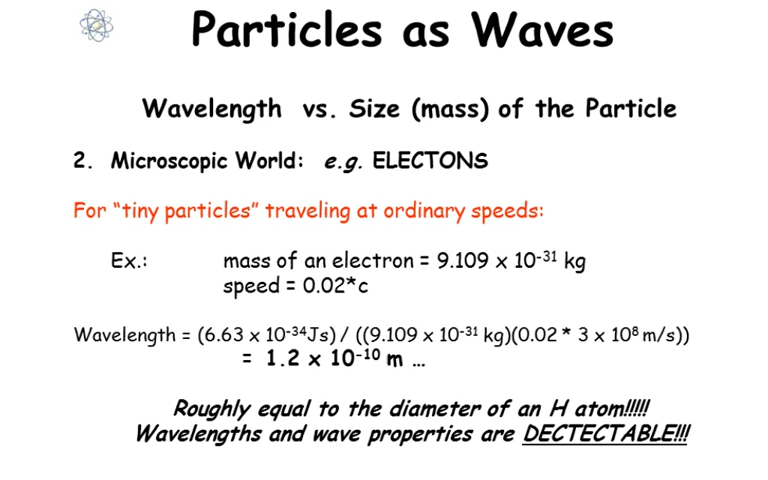 Particles as Waves
Wavelength vs. Size (mass) of the Particle
2. Microscopic World: e.g. ELECTONS
For “tiny particles” traveling at ordinary speeds:
Ex.: mass of an electron = 9.109 x 10⁻³¹ kg
speed = 0.02*c
Wavelength = (6.63 x 10⁻³⁴Js) / ((9.109 x 10⁻³¹ kg)(0.02 * 3 x 10⁸ m/s))
= 1.2 x 10⁻¹⁰ m ...
Roughly equal to the diameter of an H atom!!!!!
Wavelengths and wave properties are DECTECTABLE!!!